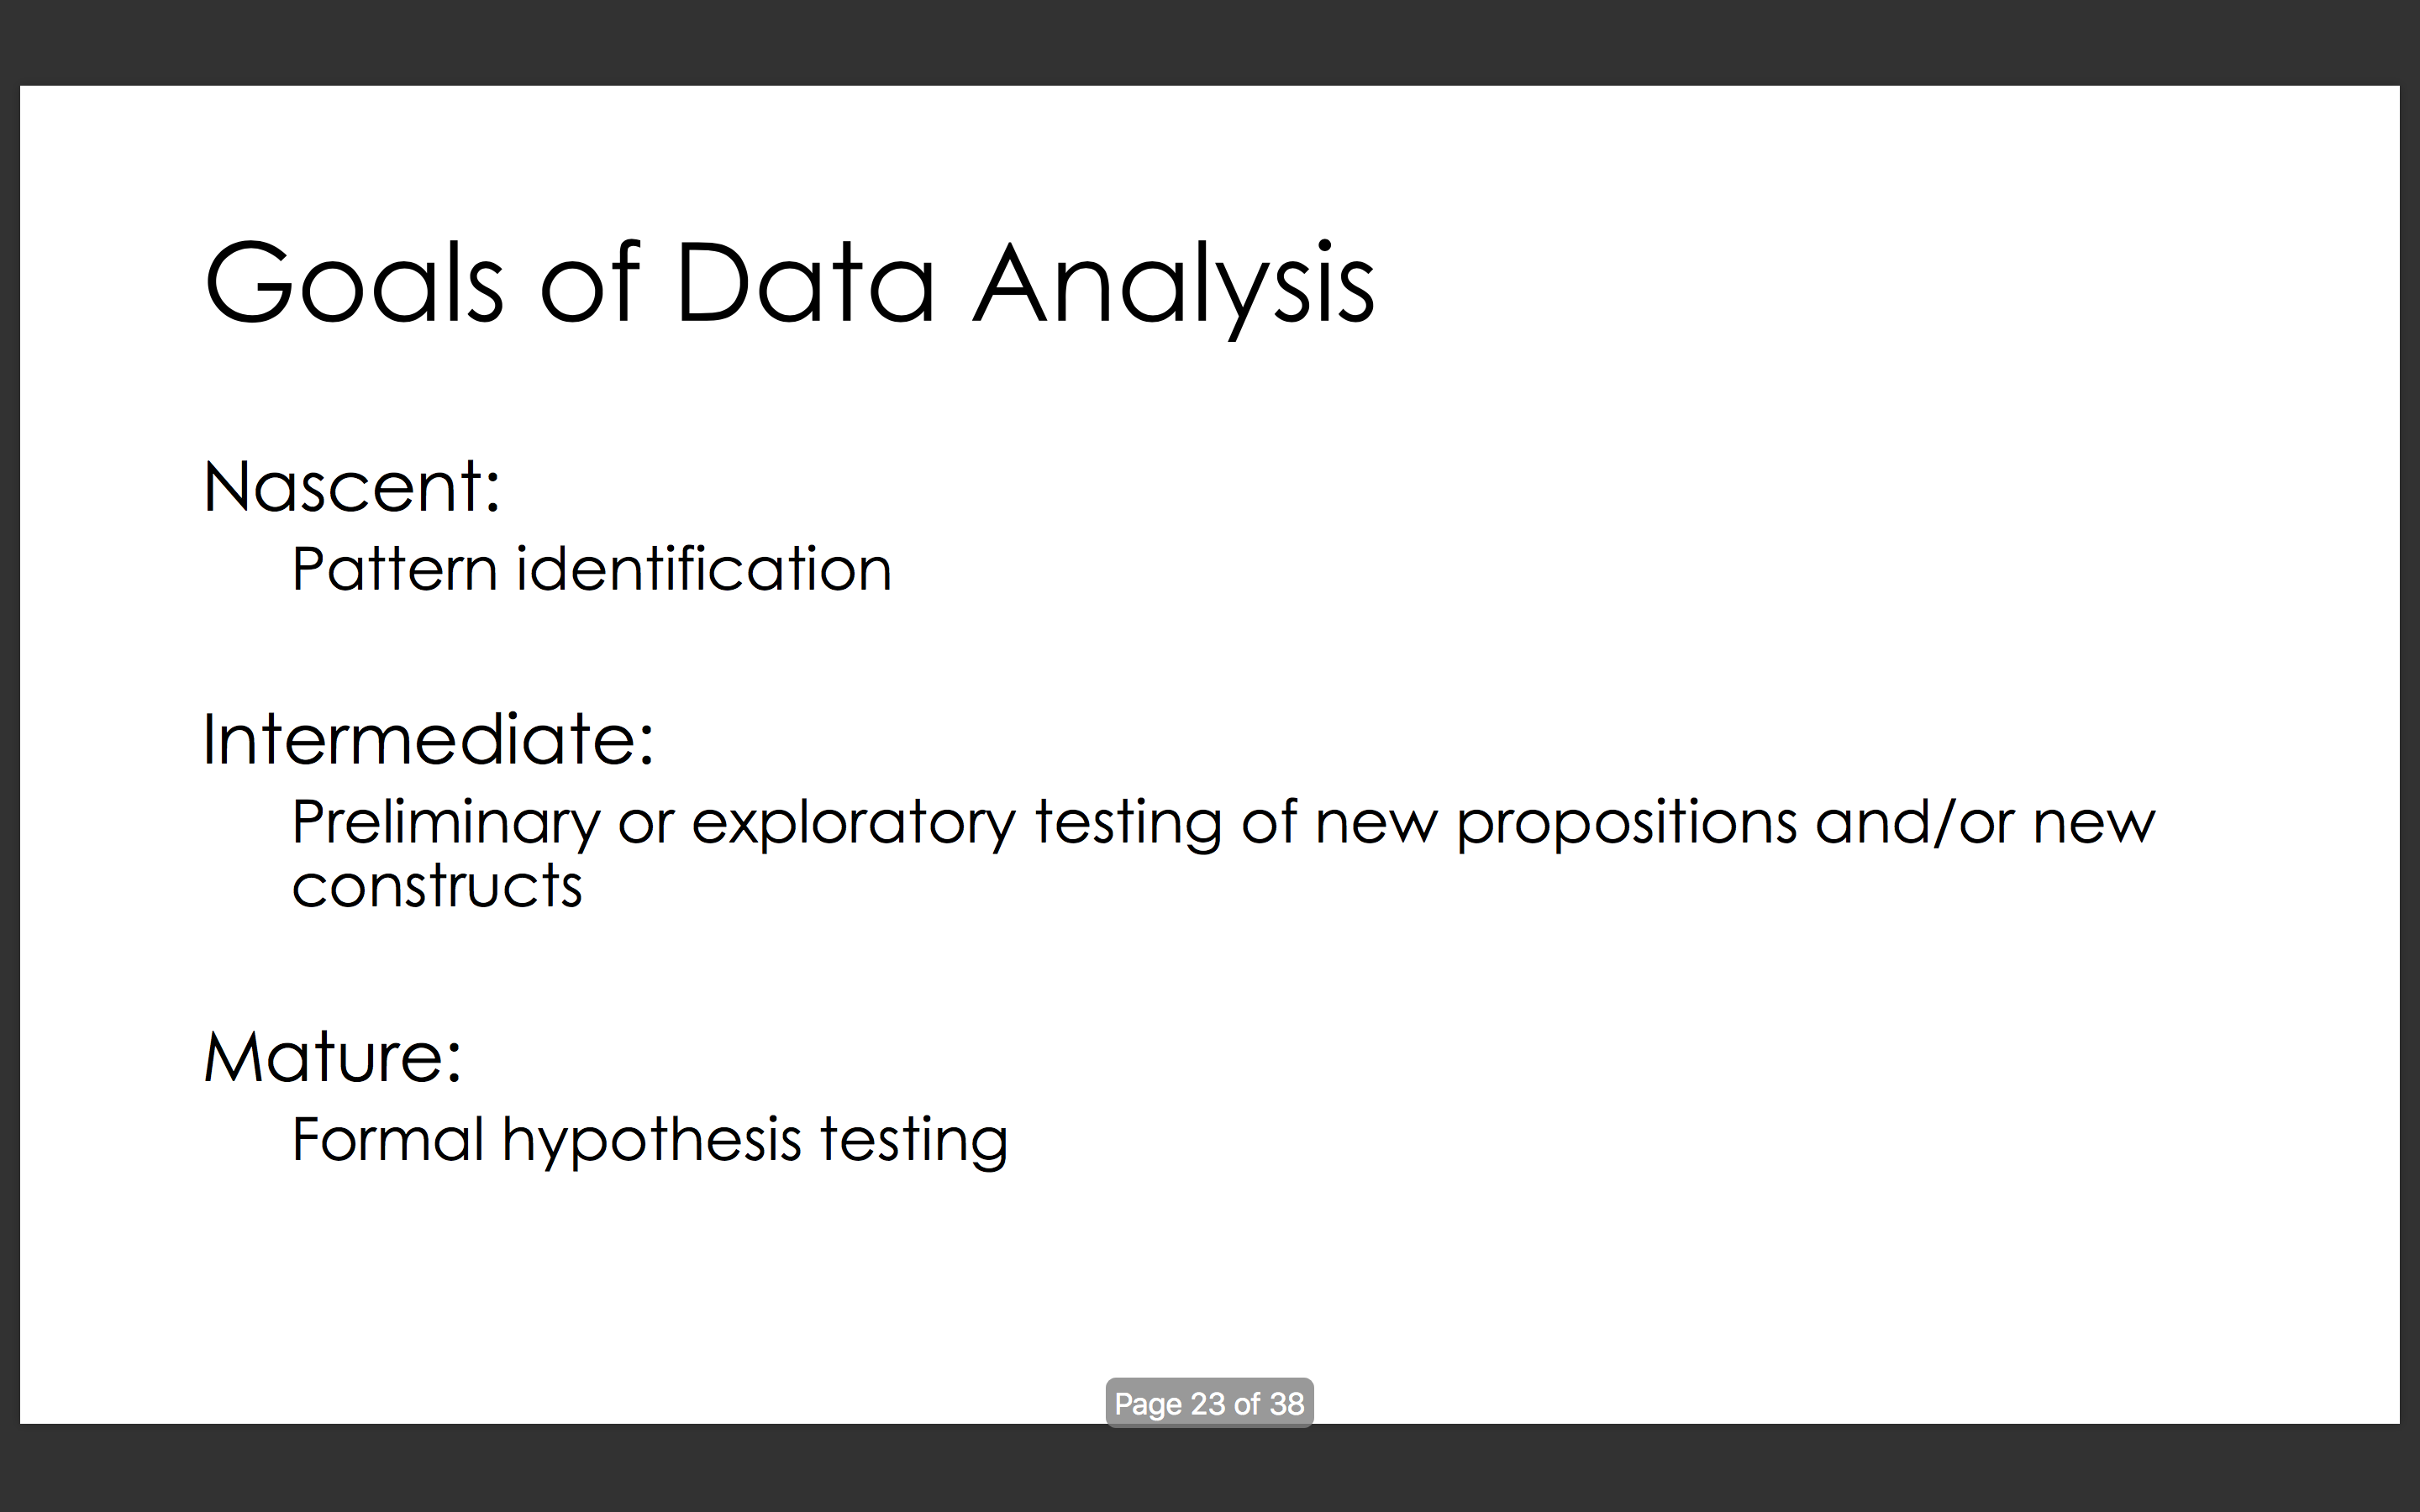 Goals of Data Analysis
Nascent:
Pattern identification
Intermediate:
Preliminary or exploratory testing of new propositions and/or new
constructs
Mature:
Formal hypothesis testing
Page 23 of 38